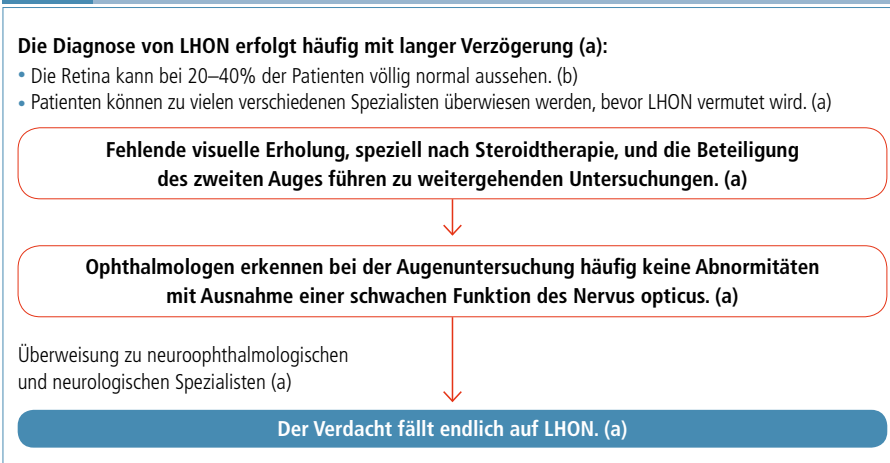 Die Diagnose von LHON erfolgt häufig mit langer Verzögerung (a):
• Die Retina kann bei 20–40% der Patienten völlig normal aussehen. (b)
• Patienten können zu vielen verschiedenen Spezialisten überwiesen werden, bevor LHON vermutet wird. (a)
Fehlende visuelle Erholung, speziell nach Steroidtherapie, und die Beteiligung
des zweiten Auges führen zu weitergehenden Untersuchungen. (a)
Ophthalmologen erkennen bei der Augenuntersuchung häufig keine Abnormitäten
mit Ausnahme einer schwachen Funktion des Nervus opticus. (a)
Überweisung zu neuroophthalmologischen
und neurologischen Spezialisten (a)
Der Verdacht fällt endlich auf LHON. (a)